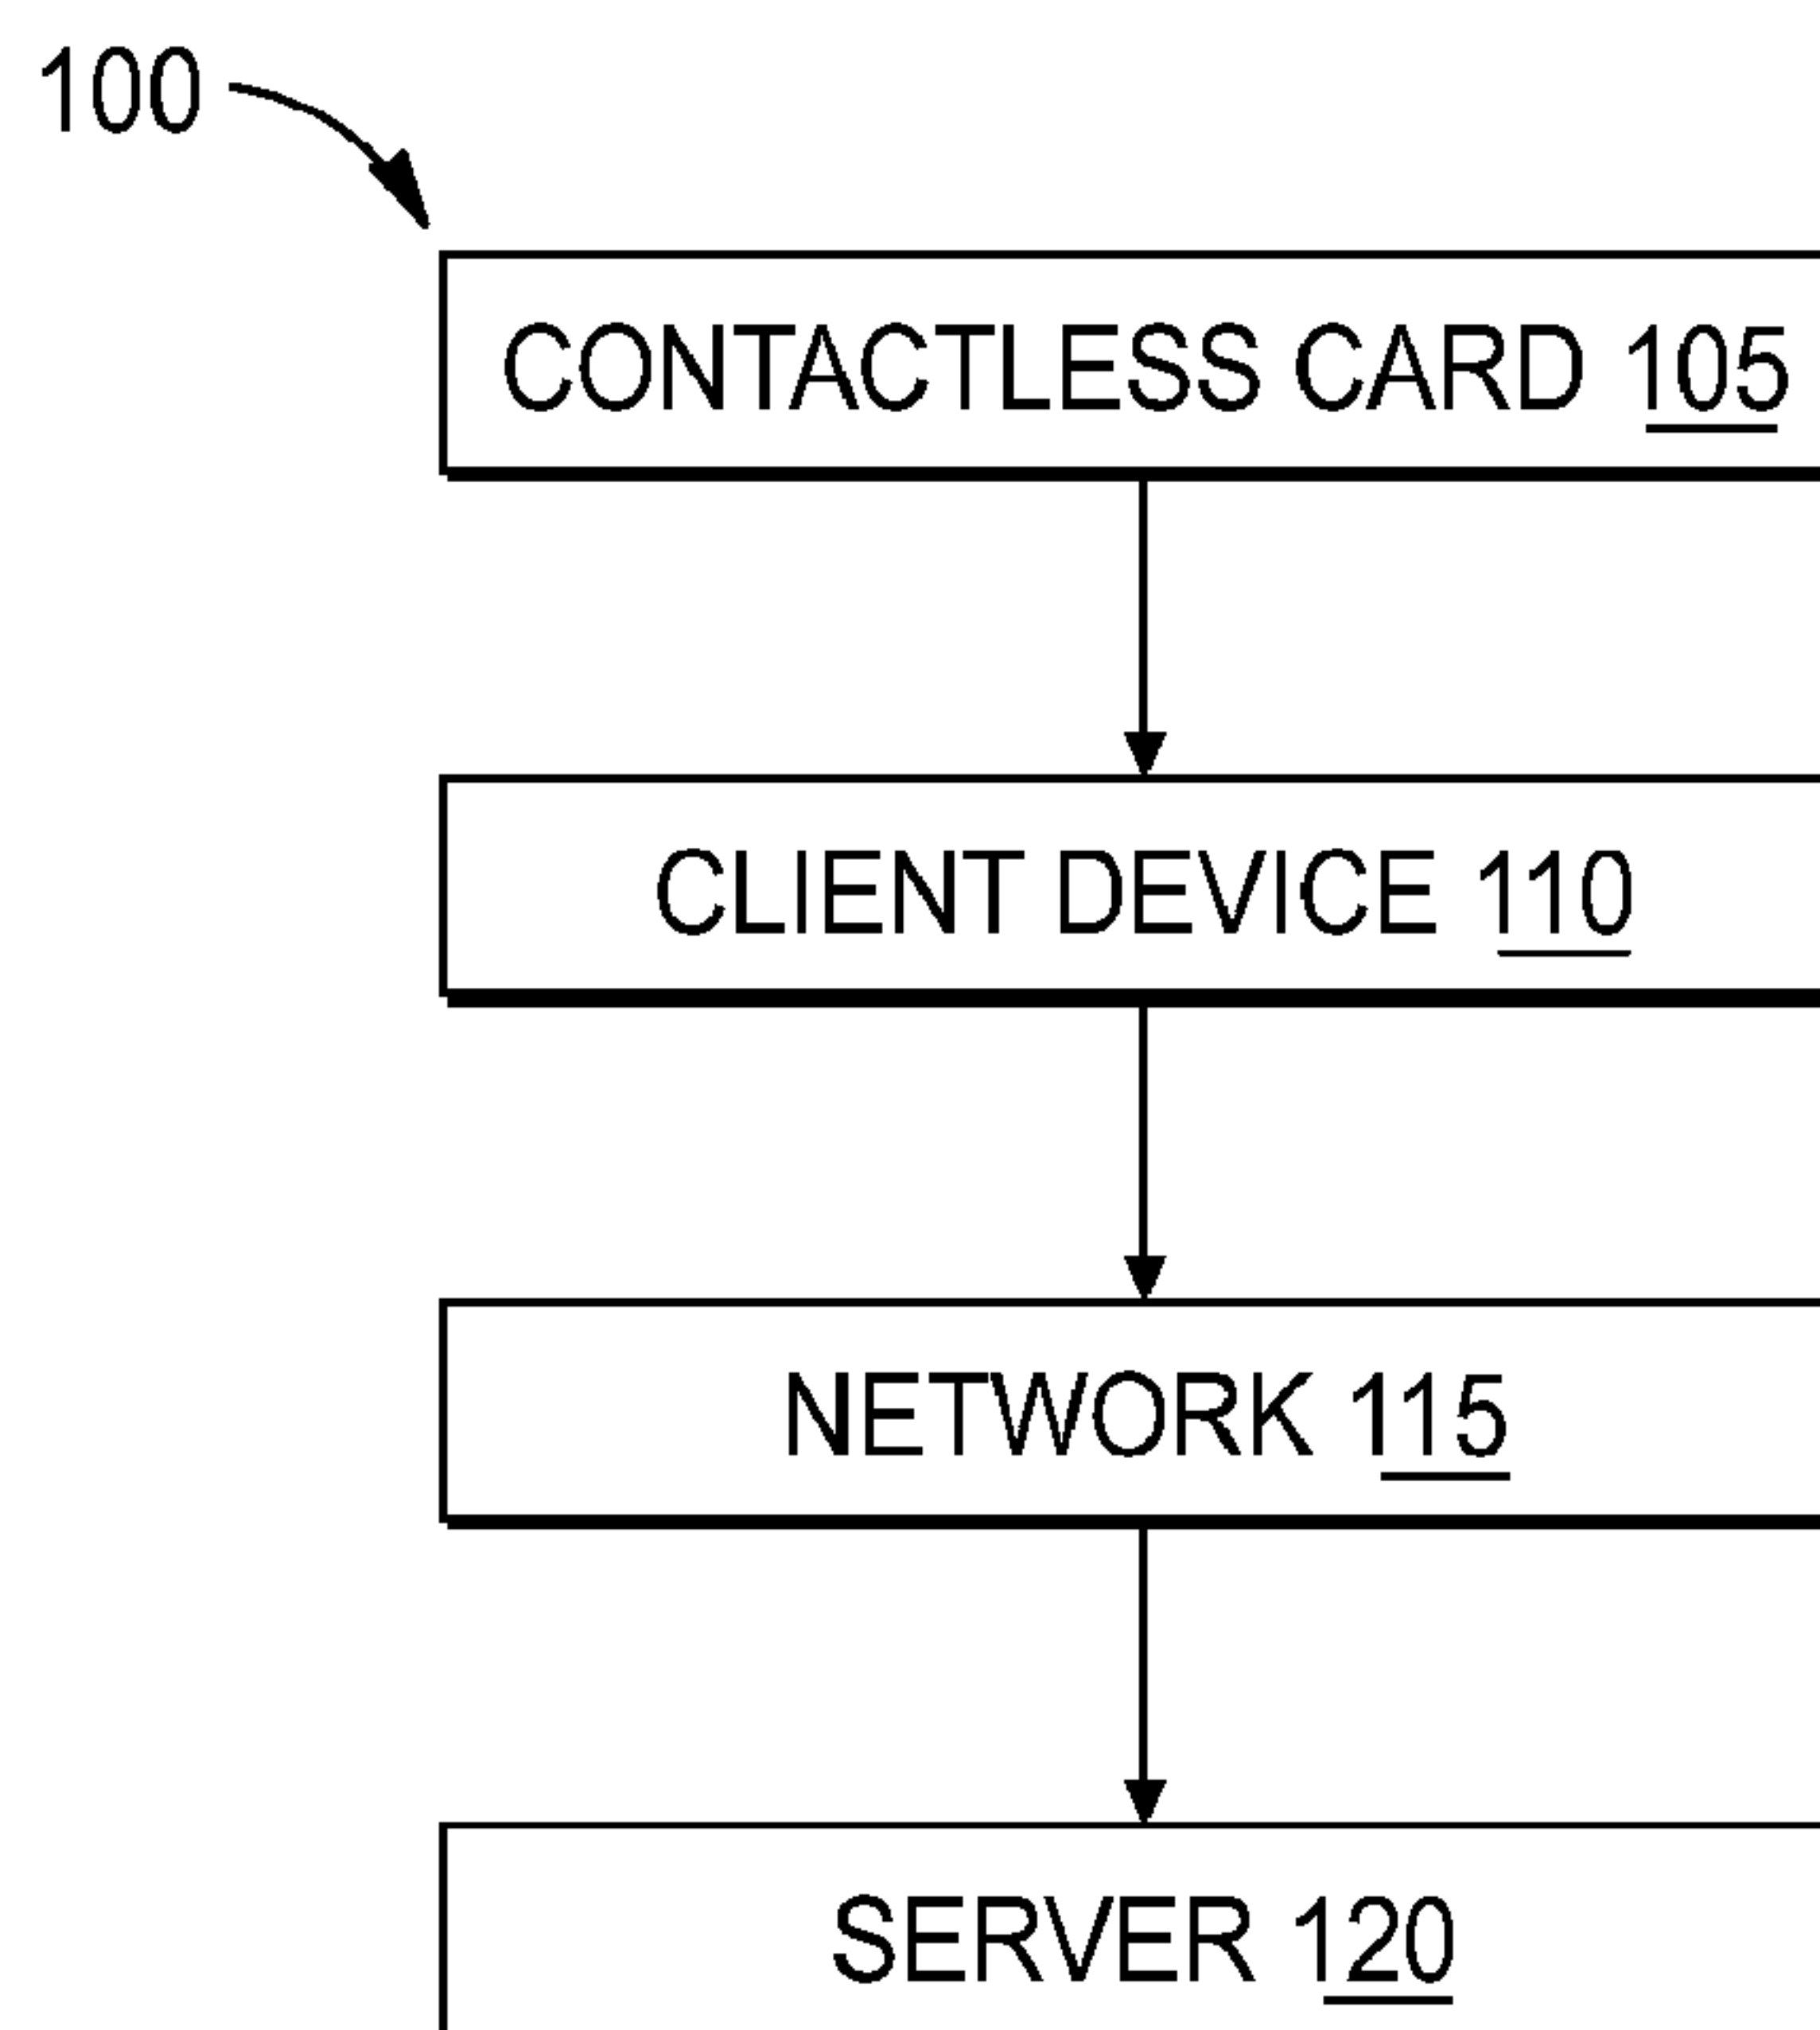 100
CONTACTLESS CARD 105
CLIENT DEVICE 110
NETWORK 115
SERVER 120